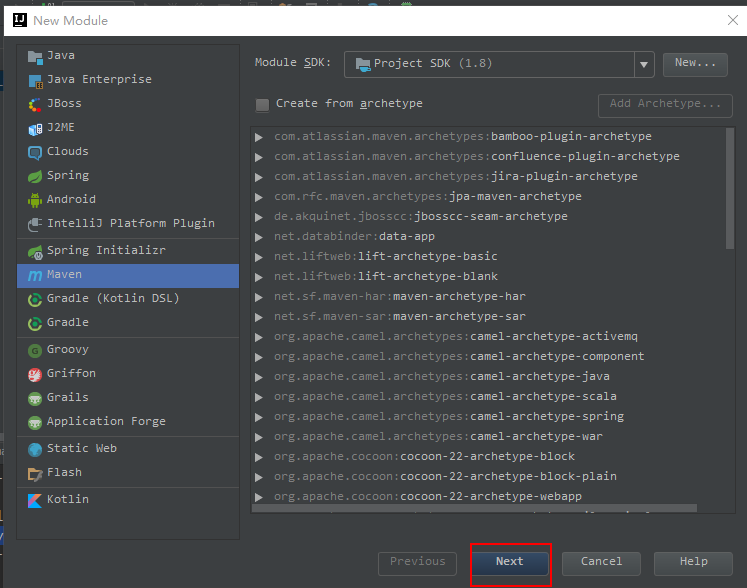 New Module
Java
Java Enterprise
JBoss
J2ME
Clouds
Spring
Android
IntelliJ Platform Plugin
Spring Initializr
Maven
Gradle (Kotlin DSL)
Gradle
Groovy
Griffon
Grails
Application Forge
Static Web
Flash
Kotlin
Module SDK: Project SDK (1.8) New...
Create from archetype Add Archetype...
com.atlassian.maven.archetypes:bamboo-plugin-archetype
com.atlassian.maven.archetypes:confluence-plugin-archetype
com.atlassian.maven.archetypes:jira-plugin-archetype
com.rfc.maven.archetypes:jpa-maven-archetype
de.akquinet.jbosscc:jbosscc-seam-archetype
net.databinder:data-app
net.liftweb:lift-archetype-basic
net.liftweb:lift-archetype-blank
net.sf.maven-har:maven-archetype-har
net.sf.maven-sar:maven-archetype-sar
org.apache.camel.archetypes:camel-archetype-activemq
org.apache.camel.archetypes:camel-archetype-component
org.apache.camel.archetypes:camel-archetype-java
org.apache.camel.archetypes:camel-archetype-scala
org.apache.camel.archetypes:camel-archetype-spring
org.apache.camel.archetypes:camel-archetype-war
org.apache.cocoon:cocoon-22-archetype-block
org.apache.cocoon:cocoon-22-archetype-block-plain
org.apache.cocoon:cocoon-22-archetype-webapp
Previous Next Cancel Help